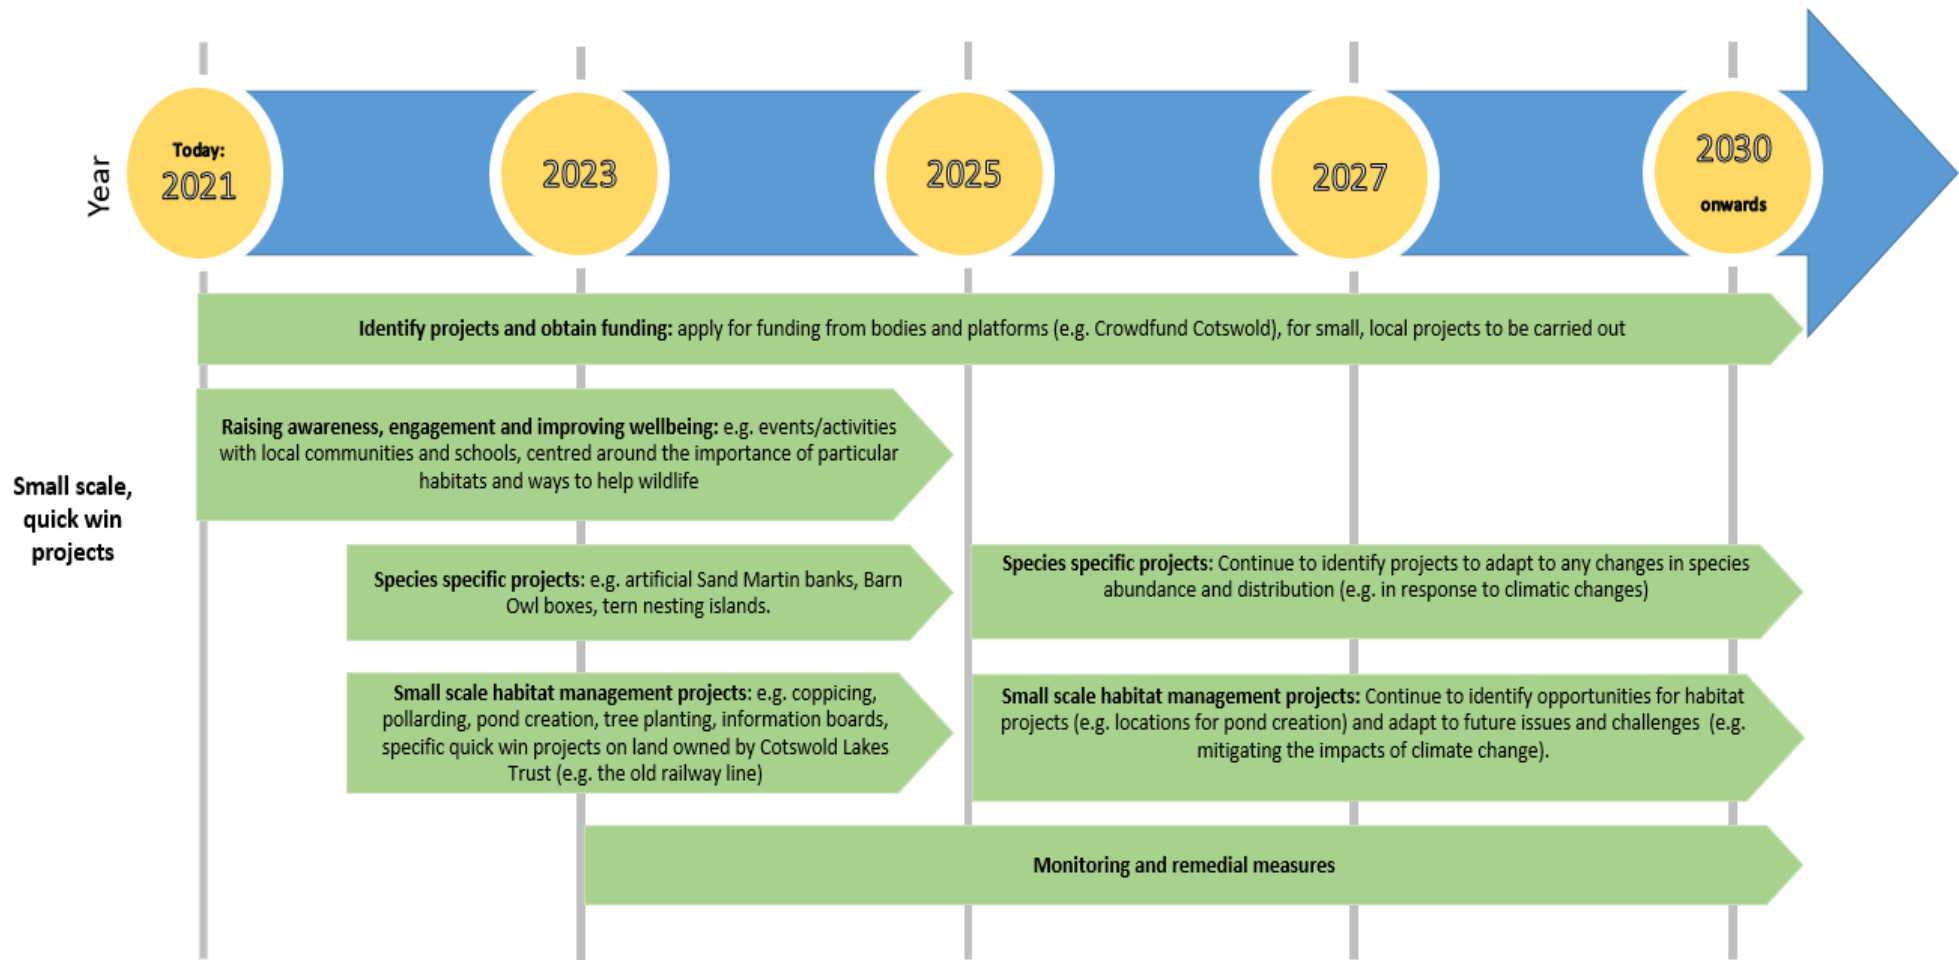 Year
Today:
2021
2023
2025
2027
2030
onwards
Identify projects and obtain funding: apply for funding from bodies and platforms (e.g. Crowdfund Cotswold), for small, local projects to be carried out
Small scale,
quick win
projects
Raising awareness, engagement and improving wellbeing: e.g. events/activities
with local communities and schools, centred around the importance of particular
habitats and ways to help wildlife
Species specific projects: e.g. artificial Sand Martin banks, Barn
Owl boxes, tern nesting islands.
Species specific projects: Continue to identify projects to adapt to any changes in species
abundance and distribution (e.g. in response to climatic changes)
Small scale habitat management projects: e.g. coppicing,
pollarding, pond creation, tree planting, information boards,
specific quick win projects on land owned by Cotswold Lakes
Trust (e.g. the old railway line)
Small scale habitat management projects: Continue to identify opportunities for habitat
projects (e.g. locations for pond creation) and adapt to future issues and challenges (e.g.
mitigating the impacts of climate change).
Monitoring and remedial measures